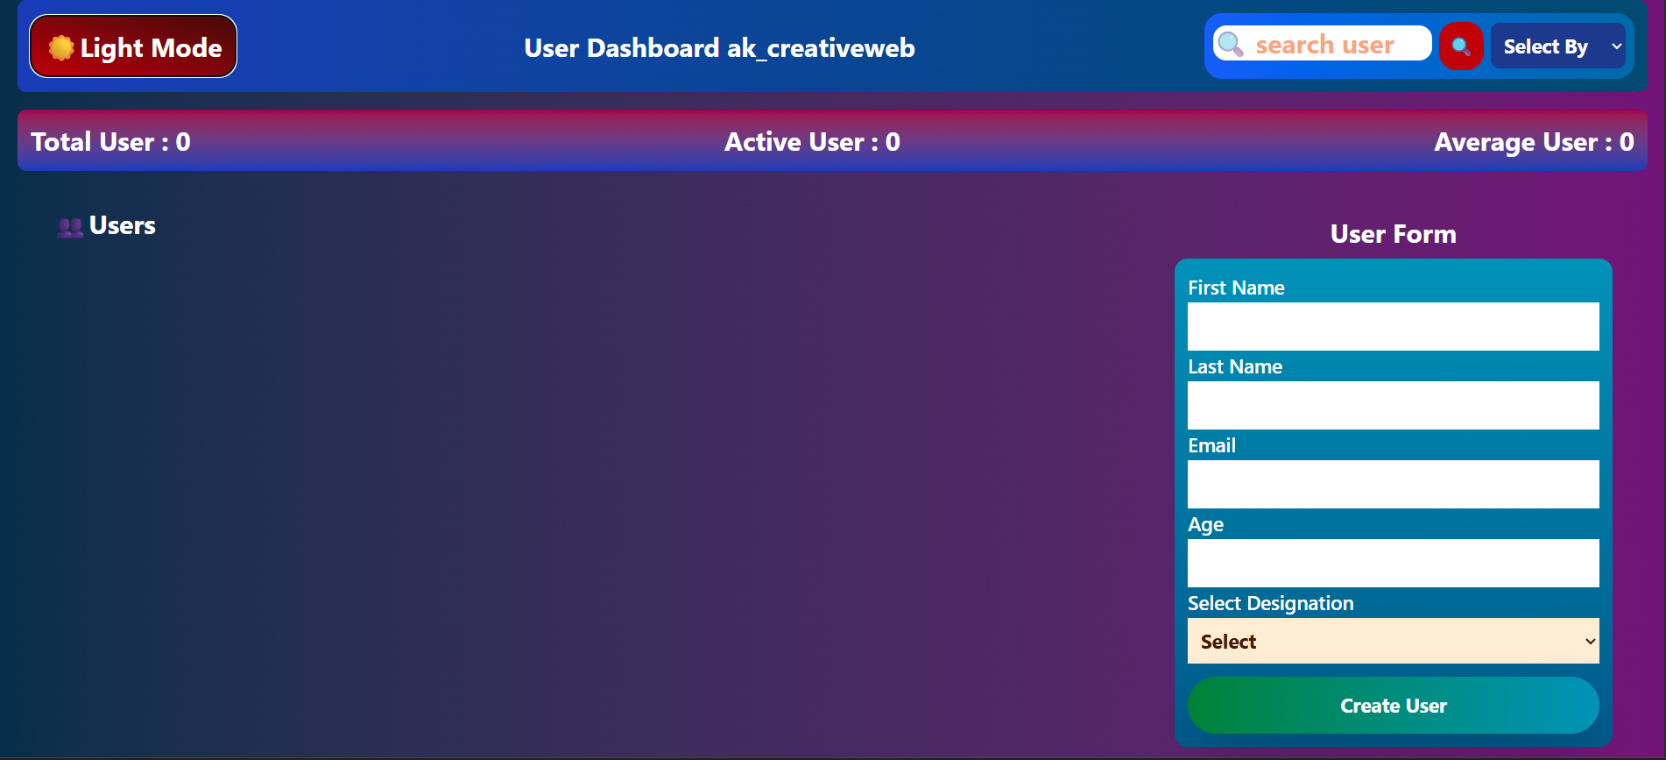 Light Mode
User Dashboard ak_creativeweb
search user
Select By
Total User : 0
Active User : 0
Average User : 0
Users
User Form
First Name
Last Name
Email
Age
Select Designation
Select
Create User